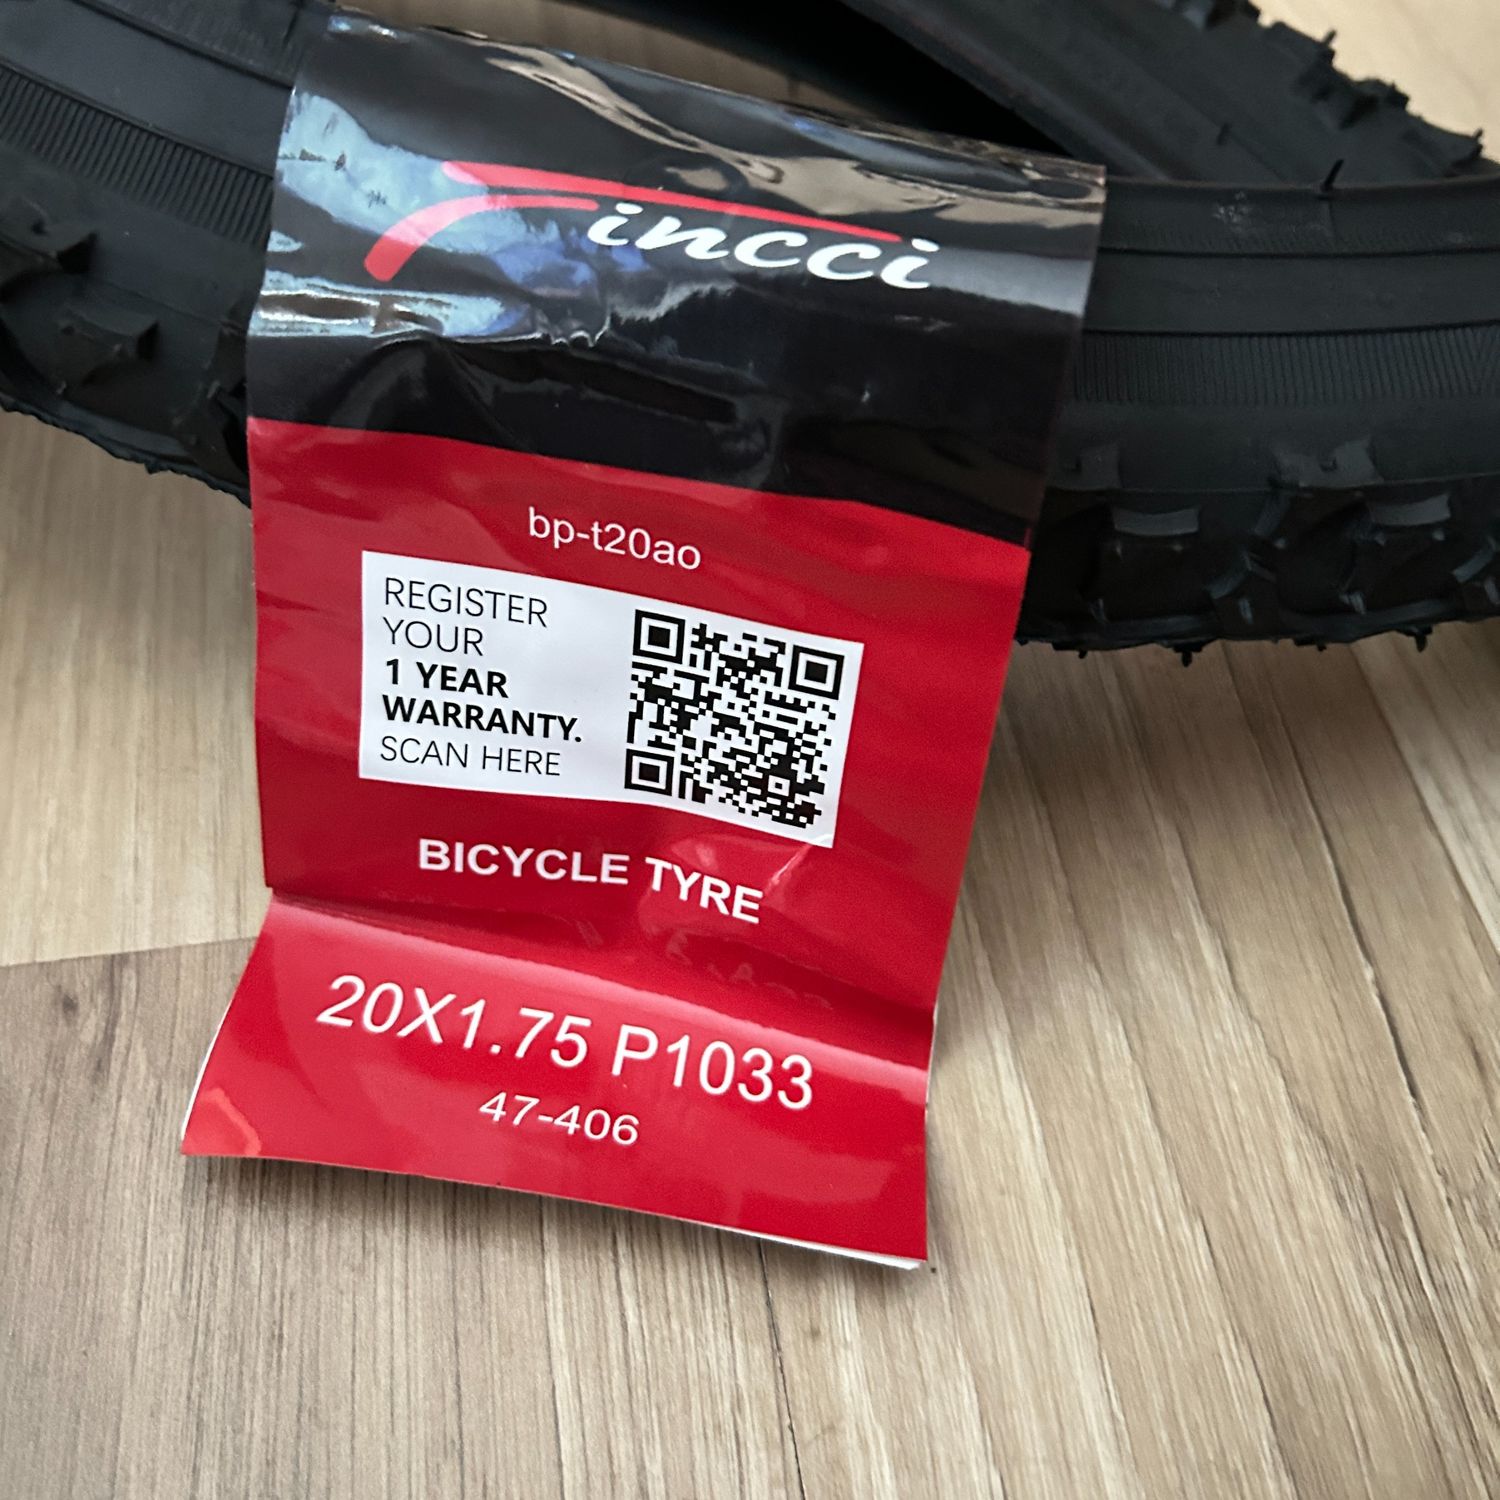 Fincci
bp-t20ao
REGISTER
YOUR
1 YEAR
WARRANTY.
SCAN HERE
BICYCLE TYRE
20X1.75 P1033
47-406